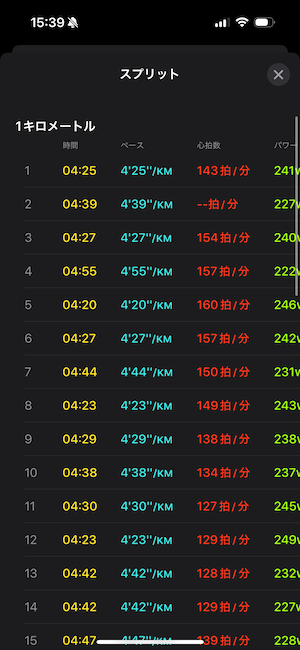 15:39
スプリット
1キロメートル
時間 ペース 心拍数 パワー
1 04:25 4'25''/KM 143拍/分 241W
2 04:39 4'39''/KM --拍/分 227W
3 04:27 4'27''/KM 154拍/分 240W
4 04:55 4'55''/KM 157拍/分 222W
5 04:20 4'20''/KM 160拍/分 246W
6 04:27 4'27''/KM 157拍/分 242W
7 04:44 4'44''/KM 150拍/分 231W
8 04:23 4'23''/KM 149拍/分 243W
9 04:29 4'29''/KM 138拍/分 238W
10 04:38 4'38''/KM 134拍/分 237W
11 04:30 4'30''/KM 127拍/分 245W
12 04:23 4'23''/KM 129拍/分 249W
13 04:42 4'42''/KM 128拍/分 232W
14 04:42 4'42''/KM 129拍/分 227W
15 04:47 4'47''/KM 139拍/分 228W